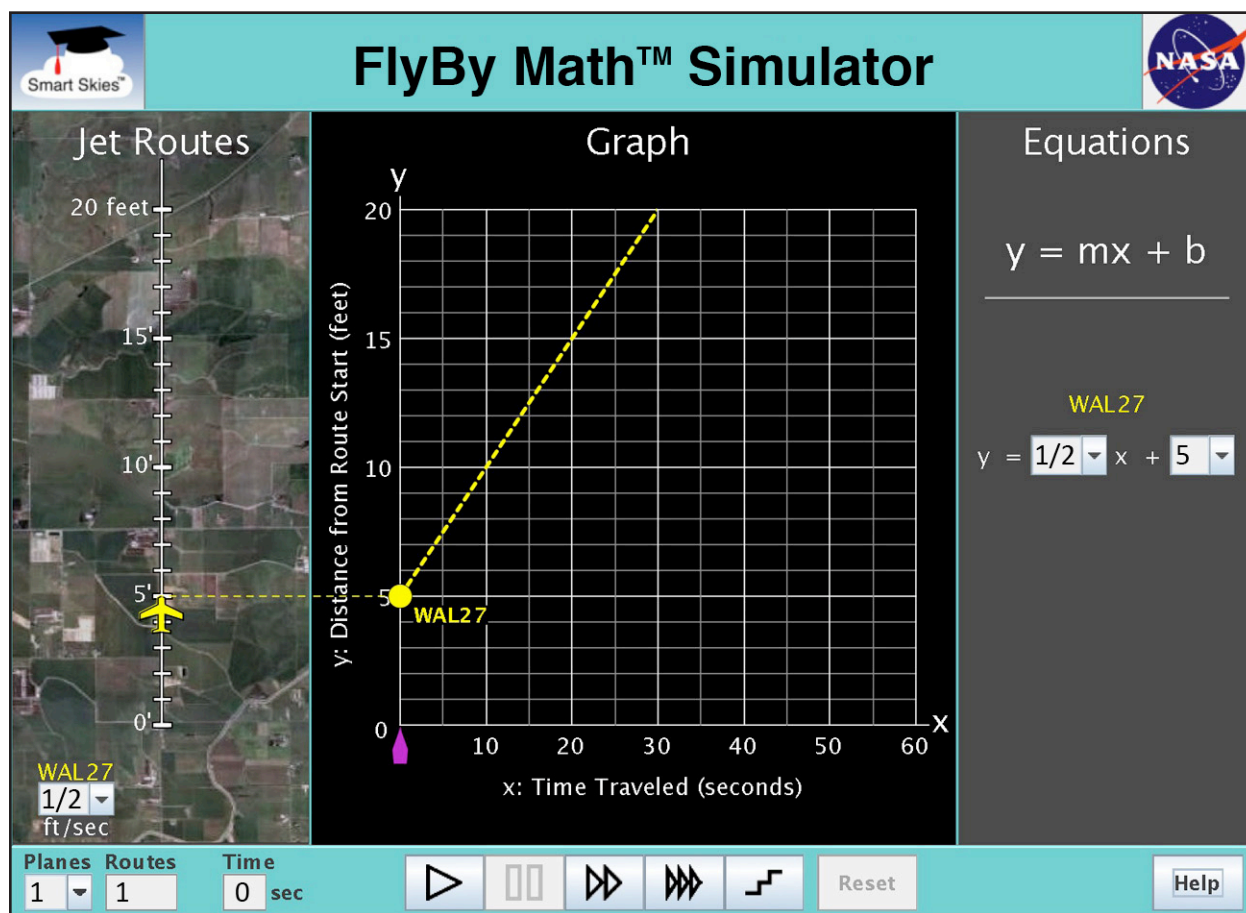 Smart Skies™
FlyBy Math™ Simulator
NASA
Jet Routes
20 feet
15'
10'
5'
0'
WAL27
1/2
ft/sec
Graph
y
20
15
10
5
0
y: Distance from Route Start (feet)
WAL27
x
10 20 30 40 50 60
x: Time Traveled (seconds)
Equations
y = mx + b
WAL27
y = 1/2 x + 5
Planes Routes Time
1 1 0 sec
Reset
Help